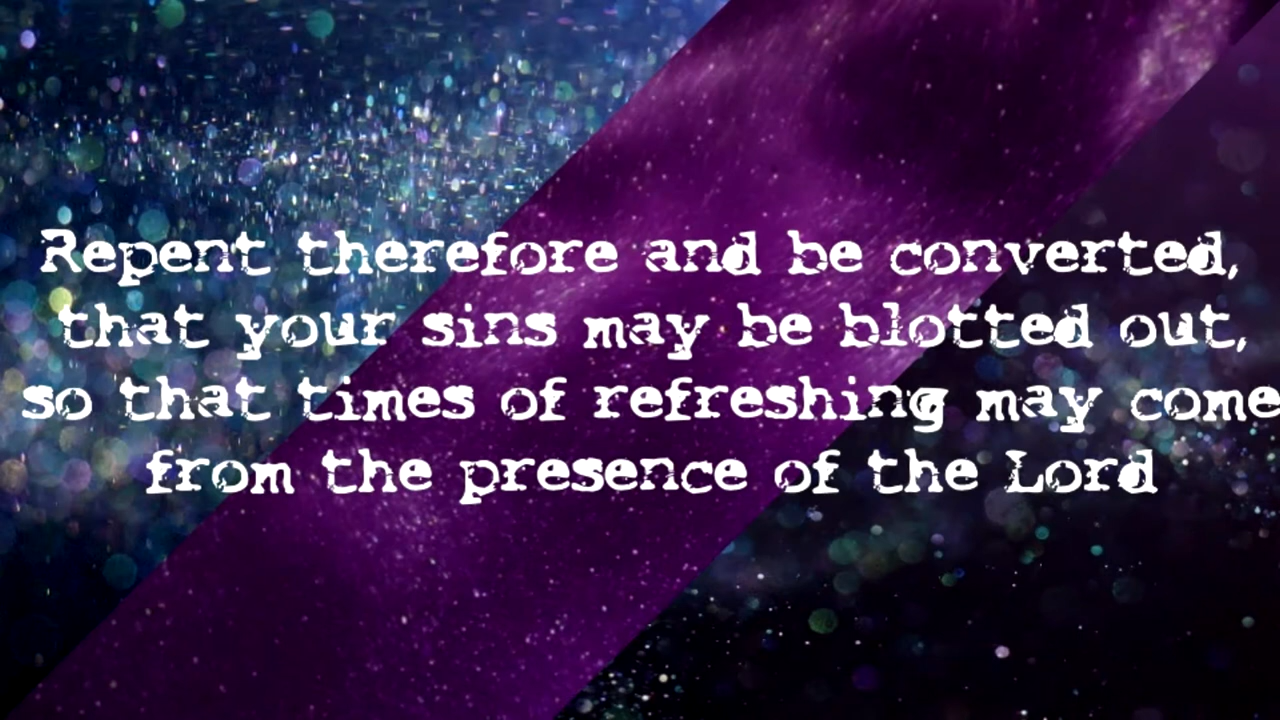 Repent therefore and be converted,
that your sins may be blotted out,
so that times of refreshing may come
from the presence of the Lord